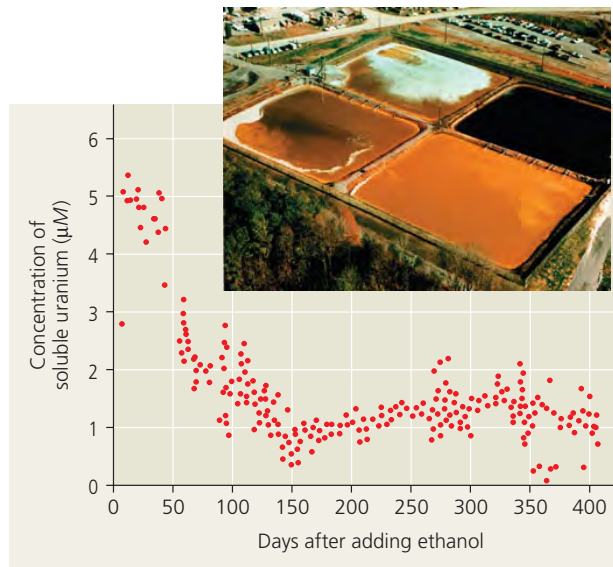 6
5
4
3
2
1
0
Concentration of
soluble uranium (μM)
0 50 100 150 200 250 300 350 400
Days after adding ethanol